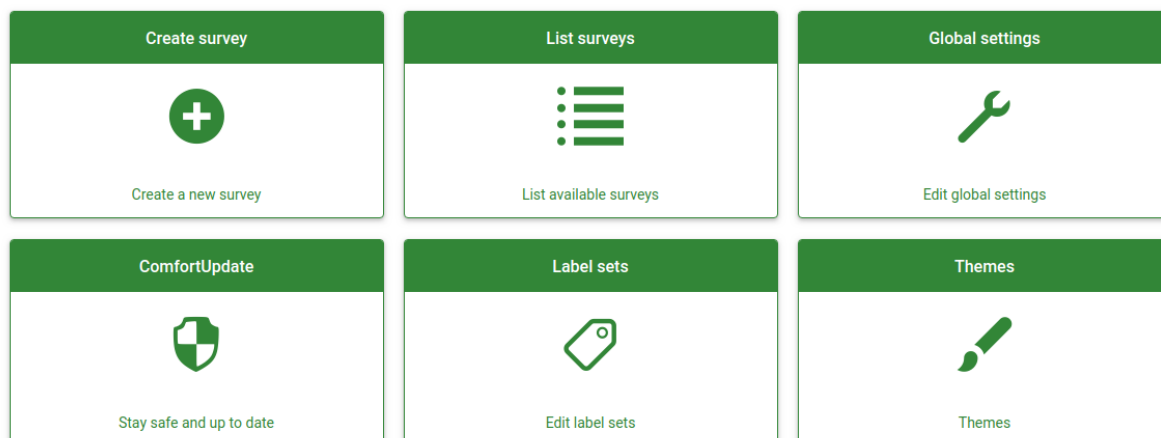 Create survey
List surveys
Global settings
Create a new survey
List available surveys
Edit global settings
ComfortUpdate
Label sets
Themes
Stay safe and up to date
Edit label sets
Themes